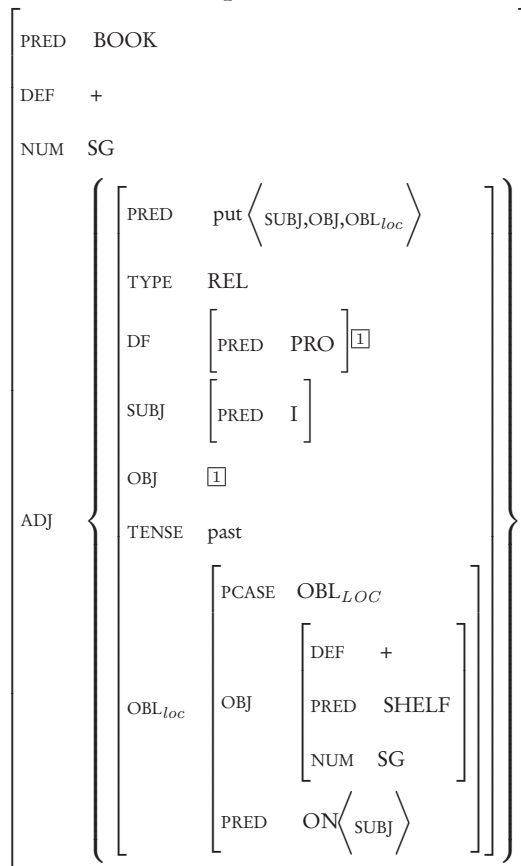 PRED BOOK
DEF +
NUM SG
PRED put⟨SUBJ,OBJ,OBL_loc⟩
TYPE REL
DF [PRED PRO] 1
SUBJ [PRED I]
OBJ 1
ADJ
TENSE past
PCASE OBL_LOC
DEF +
OBL_loc OBJ PRED SHELF
NUM SG
PRED ON⟨SUBJ⟩